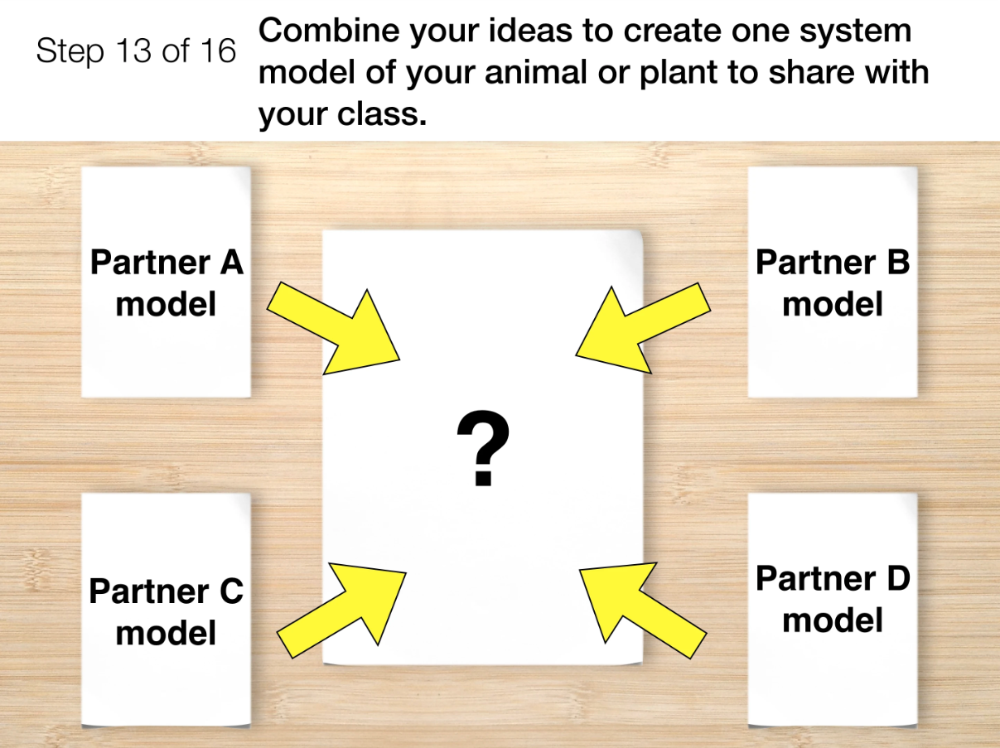 Step 13 of 16
Combine your ideas to create one system
model of your animal or plant to share with
your class.
Partner A
model
Partner B
model
?
Partner C
model
Partner D
model